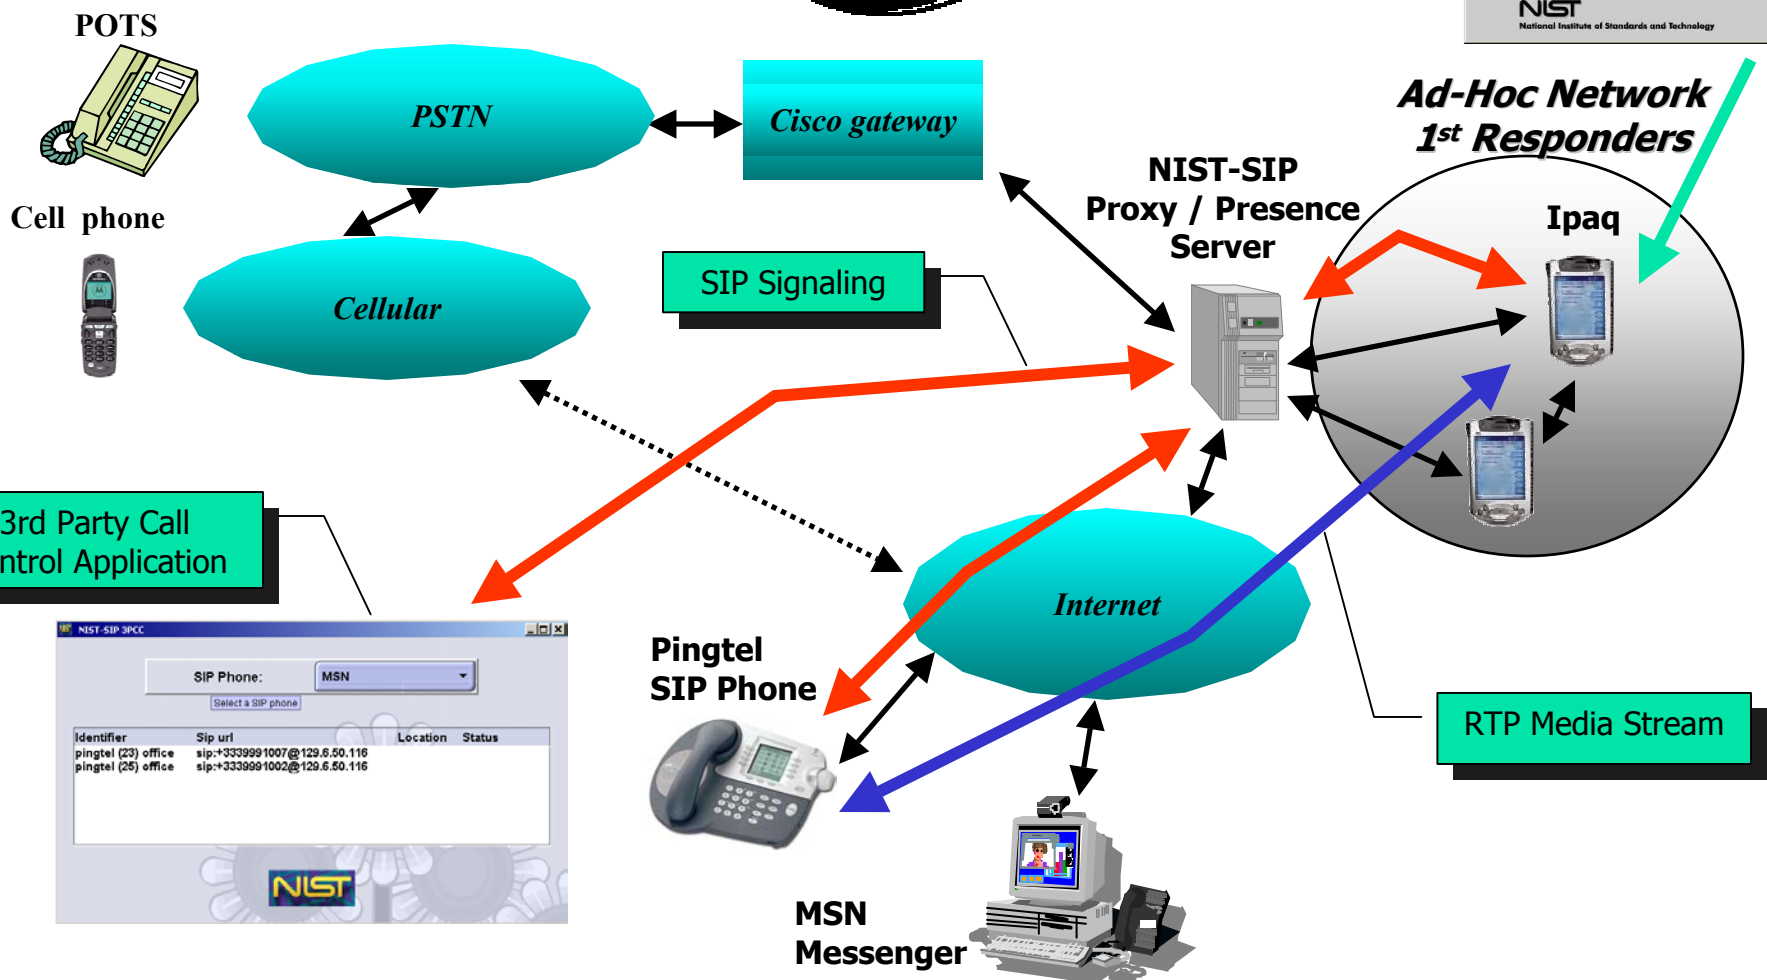 NIST
National Institute of Standards and Technology
POTS
PSTN
Cisco gateway
Ad-Hoc Network
1st Responders
NIST-SIP
Proxy / Presence
Server
Ipaq
Cell phone
SIP Signaling
Cellular
3rd Party Call
ntrol Application
Internet
NIST-SIP 3PCC
SIP Phone:
MSN
Select a SIP phone
Identifier Sip url Location Status
pingtel (23) office sip:+3339991007@129.6.50.116
pingtel (25) office sip:+3339991002@129.6.50.116
NIST
Pingtel
SIP Phone
RTP Media Stream
MSN
Messenger